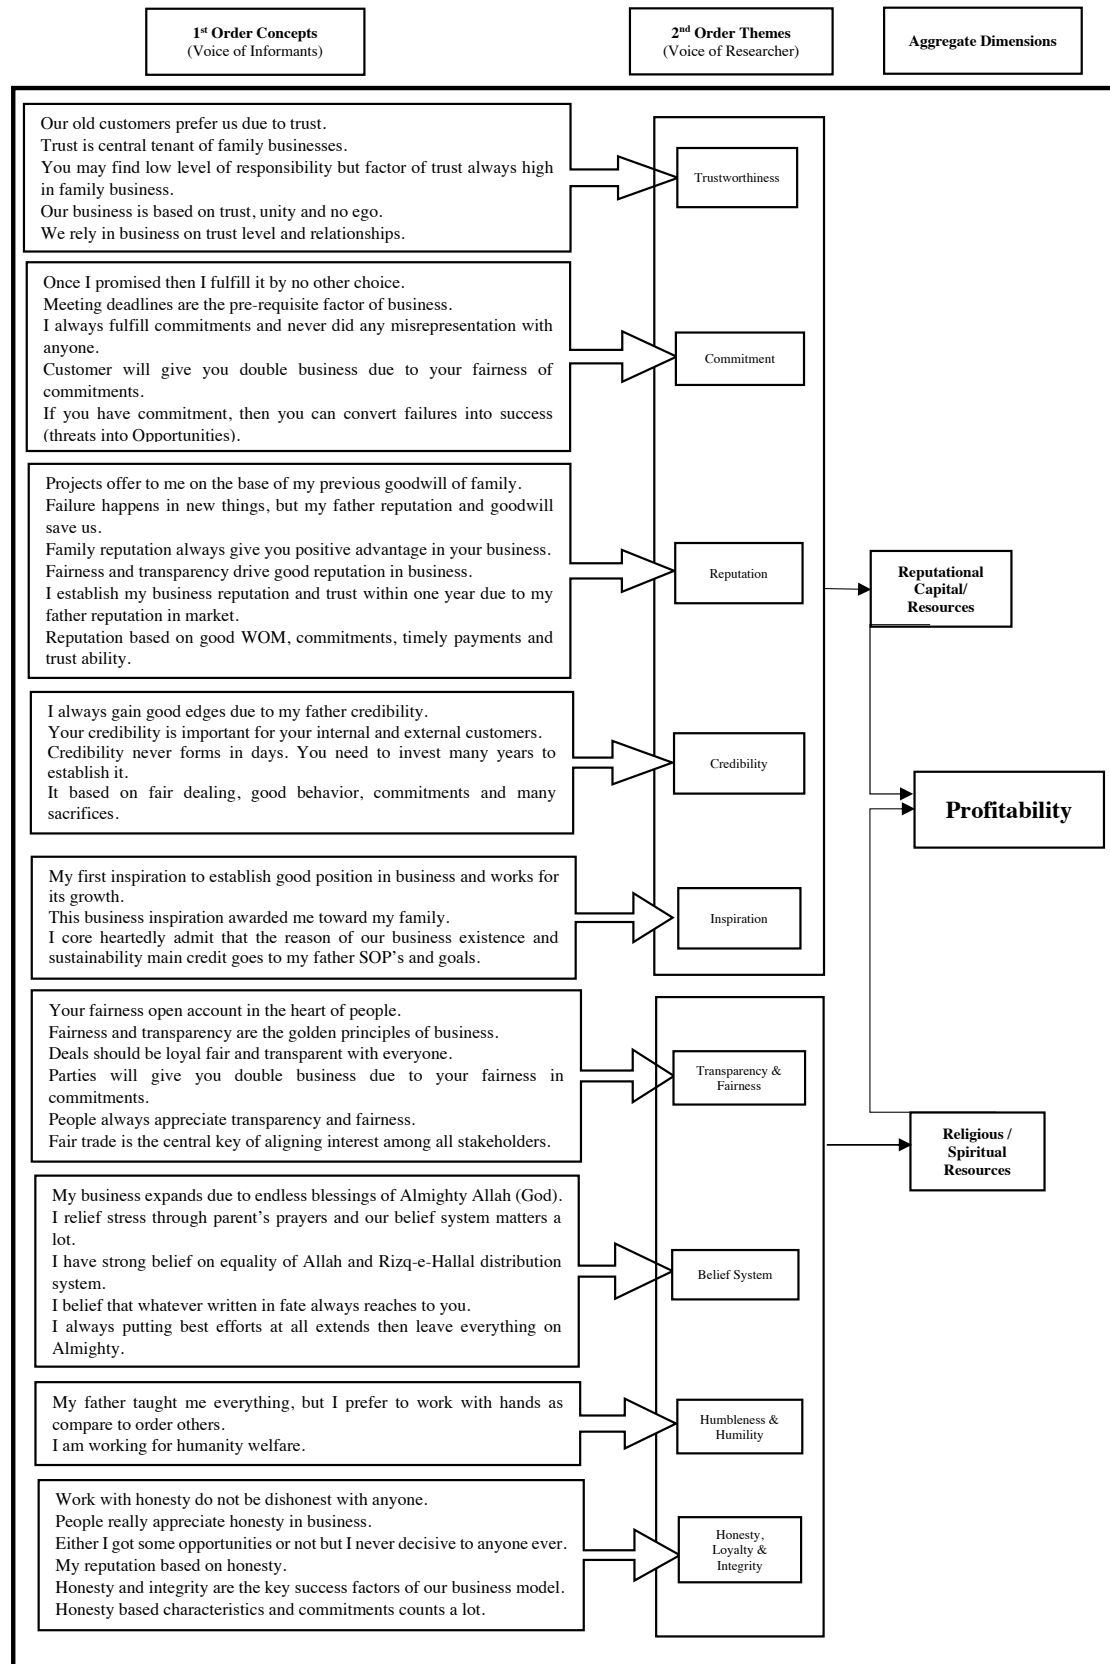 1st Order Concepts
(Voice of Informants)
2nd Order Themes
(Voice of Researcher)
Aggregate Dimensions
Our old customers prefer us due to trust.
Trust is central tenant of family businesses.
You may find low level of responsibility but factor of trust always high
in family business.
Our business is based on trust, unity and no ego.
We rely in business on trust level and relationships.
Trustworthiness
Once I promised then I fulfill it by no other choice.
Meeting deadlines are the pre-requisite factor of business.
I always fulfill commitments and never did any misrepresentation with
anyone.
Customer will give you double business due to your fairness of
commitments.
If you have commitment, then you can convert failures into success
(threats into Opportunities).
Commitment
Projects offer to me on the base of my previous goodwill of family.
Failure happens in new things, but my father reputation and goodwill
save us.
Family reputation always give you positive advantage in your business.
Fairness and transparency drive good reputation in business.
I establish my business reputation and trust within one year due to my
father reputation in market.
Reputation based on good WOM, commitments, timely payments and
trust ability.
Reputation
Reputational
Capital/
Resources
I always gain good edges due to my father credibility.
Your credibility is important for your internal and external customers.
Credibility never forms in days. You need to invest many years to
establish it.
It based on fair dealing, good behavior, commitments and many
sacrifices.
Credibility
Profitability
My first inspiration to establish good position in business and works for
its growth.
This business inspiration awarded me toward my family.
I core heartedly admit that the reason of our business existence and
sustainability main credit goes to my father SOP's and goals.
Inspiration
Your fairness open account in the heart of people.
Fairness and transparency are the golden principles of business.
Deals should be loyal fair and transparent with everyone.
Parties will give you double business due to your fairness in
commitments.
People always appreciate transparency and fairness.
Fair trade is the central key of aligning interest among all stakeholders.
Transparency &
Fairness
Religious /
Spiritual
Resources
My business expands due to endless blessings of Almighty Allah (God).
I relief stress through parent's prayers and our belief system matters a
lot.
I have strong belief on equality of Allah and Rizq-e-Hallal distribution
system.
I belief that whatever written in fate always reaches to you.
I always putting best efforts at all extends then leave everything on
Almighty.
Belief System
My father taught me everything, but I prefer to work with hands as
compare to order others.
I am working for humanity welfare.
Humbleness &
Humility
Work with honesty do not be dishonest with anyone.
People really appreciate honesty in business.
Either I got some opportunities or not but I never decisive to anyone ever.
My reputation based on honesty.
Honesty and integrity are the key success factors of our business model.
Honesty based characteristics and commitments counts a lot.
Honesty,
Loyalty &
Integrity